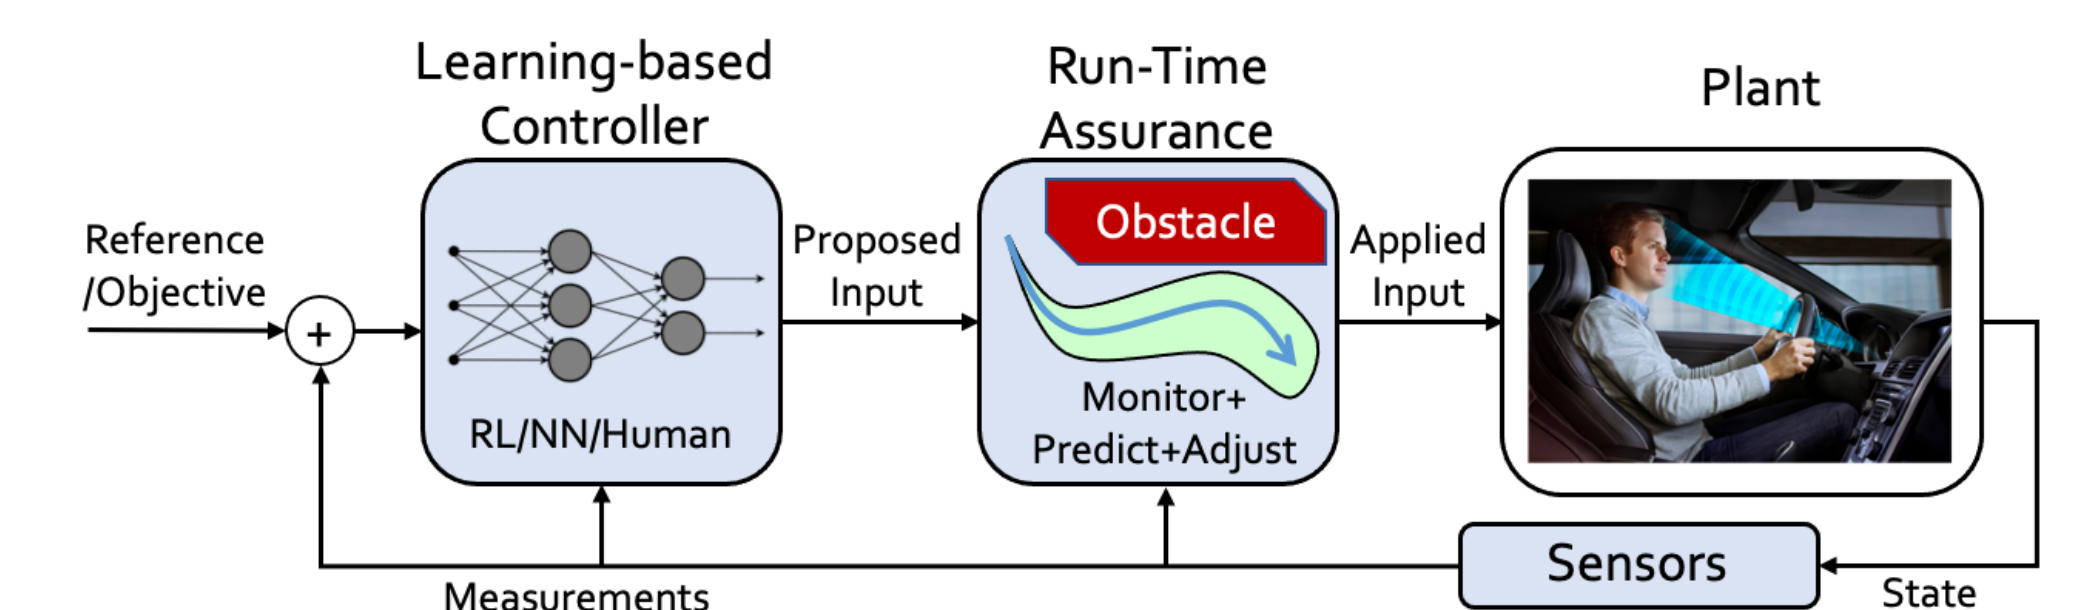 Learning-based
Controller
Run-Time
Assurance
Plant
Reference
/Objective
+
RL/NN/Human
Proposed
Input
Obstacle
Monitor+
Predict+Adjust
Applied
Input
Sensors
State
Measurements